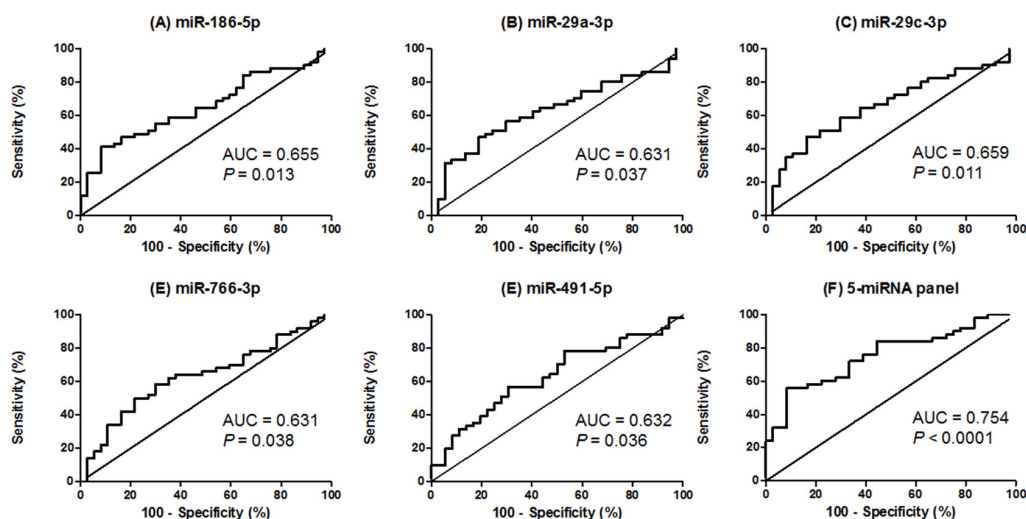 (A) miR-186-5p
100
80
60
40
20
0
Sensitivity (%)
AUC = 0.655
P = 0.013
0 20 40 60 80 100
100 - Specificity (%)
(B) miR-29a-3p
100
80
60
40
20
0
Sensitivity (%)
AUC = 0.631
P = 0.037
0 20 40 60 80 100
100 - Specificity (%)
(C) miR-29c-3p
100
80
60
40
20
0
Sensitivity (%)
AUC = 0.659
P = 0.011
0 20 40 60 80 100
100 - Specificity (%)
(E) miR-766-3p
100
80
60
40
20
0
Sensitivity (%)
AUC = 0.631
P = 0.038
0 20 40 60 80 100
100 - Specificity (%)
(E) miR-491-5p
100
80
60
40
20
0
Sensitivity (%)
AUC = 0.632
P = 0.036
0 20 40 60 80 100
100 - Specificity (%)
(F) 5-miRNA panel
100
80
60
40
20
0
Sensitivity (%)
AUC = 0.754
P < 0.0001
0 20 40 60 80 100
100 - Specificity (%)